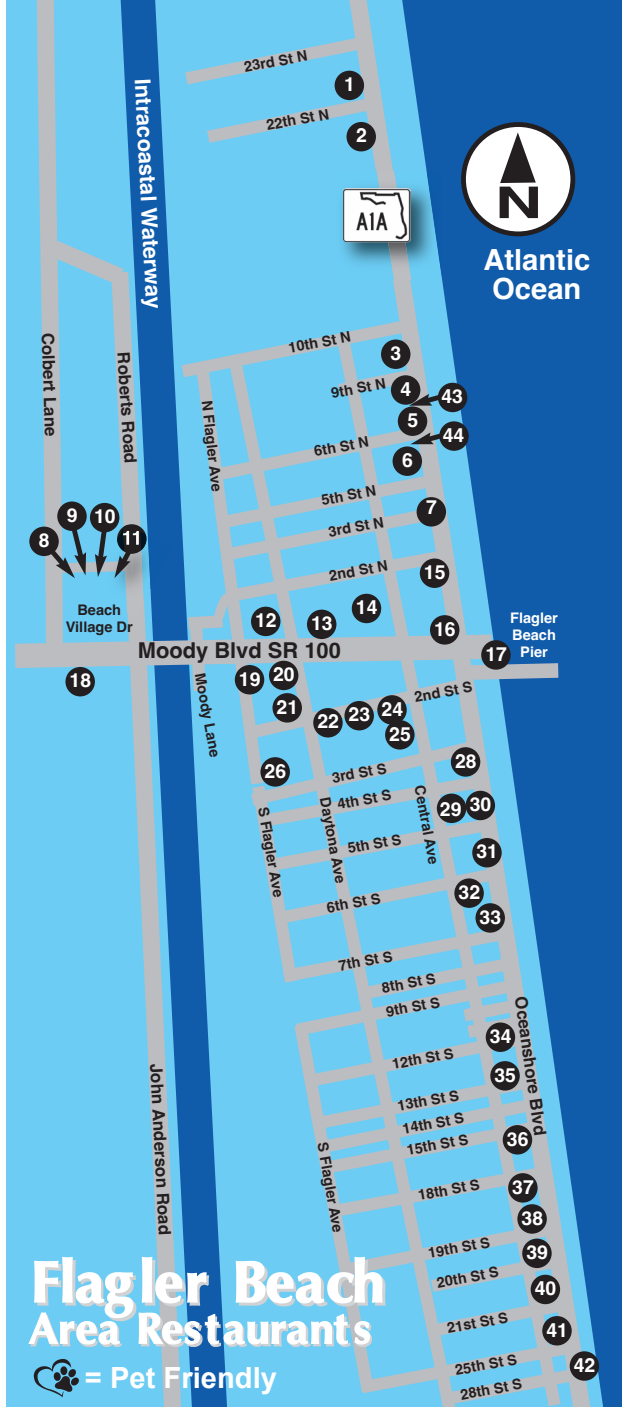 23rd St N
1
22th St N
2
Intracoastal Waterway
N
A1A
Atlantic
Ocean
10th St N
3
Colbert Lane
Roberts Road
9th St N
4
43
N Flagler Ave
5
6th St N
44
6
5th St N
7
3rd St N
9
10
8
11
2nd St N
15
Beach
Village Dr
14
12
13
16
Flagler
Beach
Pier
Moody Blvd SR 100
17
18
Moody Lane
19
20
21
2nd St S
22
23
24
25
26
3rd St S
28
4th St S
29
30
S Flagler Ave
Daytona Ave
Central Ave
5th St S
31
6th St S
32
33
7th St S
8th St S
9th St S
Oceanshore Blvd
34
12th St S
John Anderson Road
35
13th St S
14th St S
15th St S
36
S Flagler Ave
18th St S
37
38
19th St S
39
20th St S
40
21st St S
41
25th St S
42
28th St S
Flagler Beach
Area Restaurants
= Pet Friendly